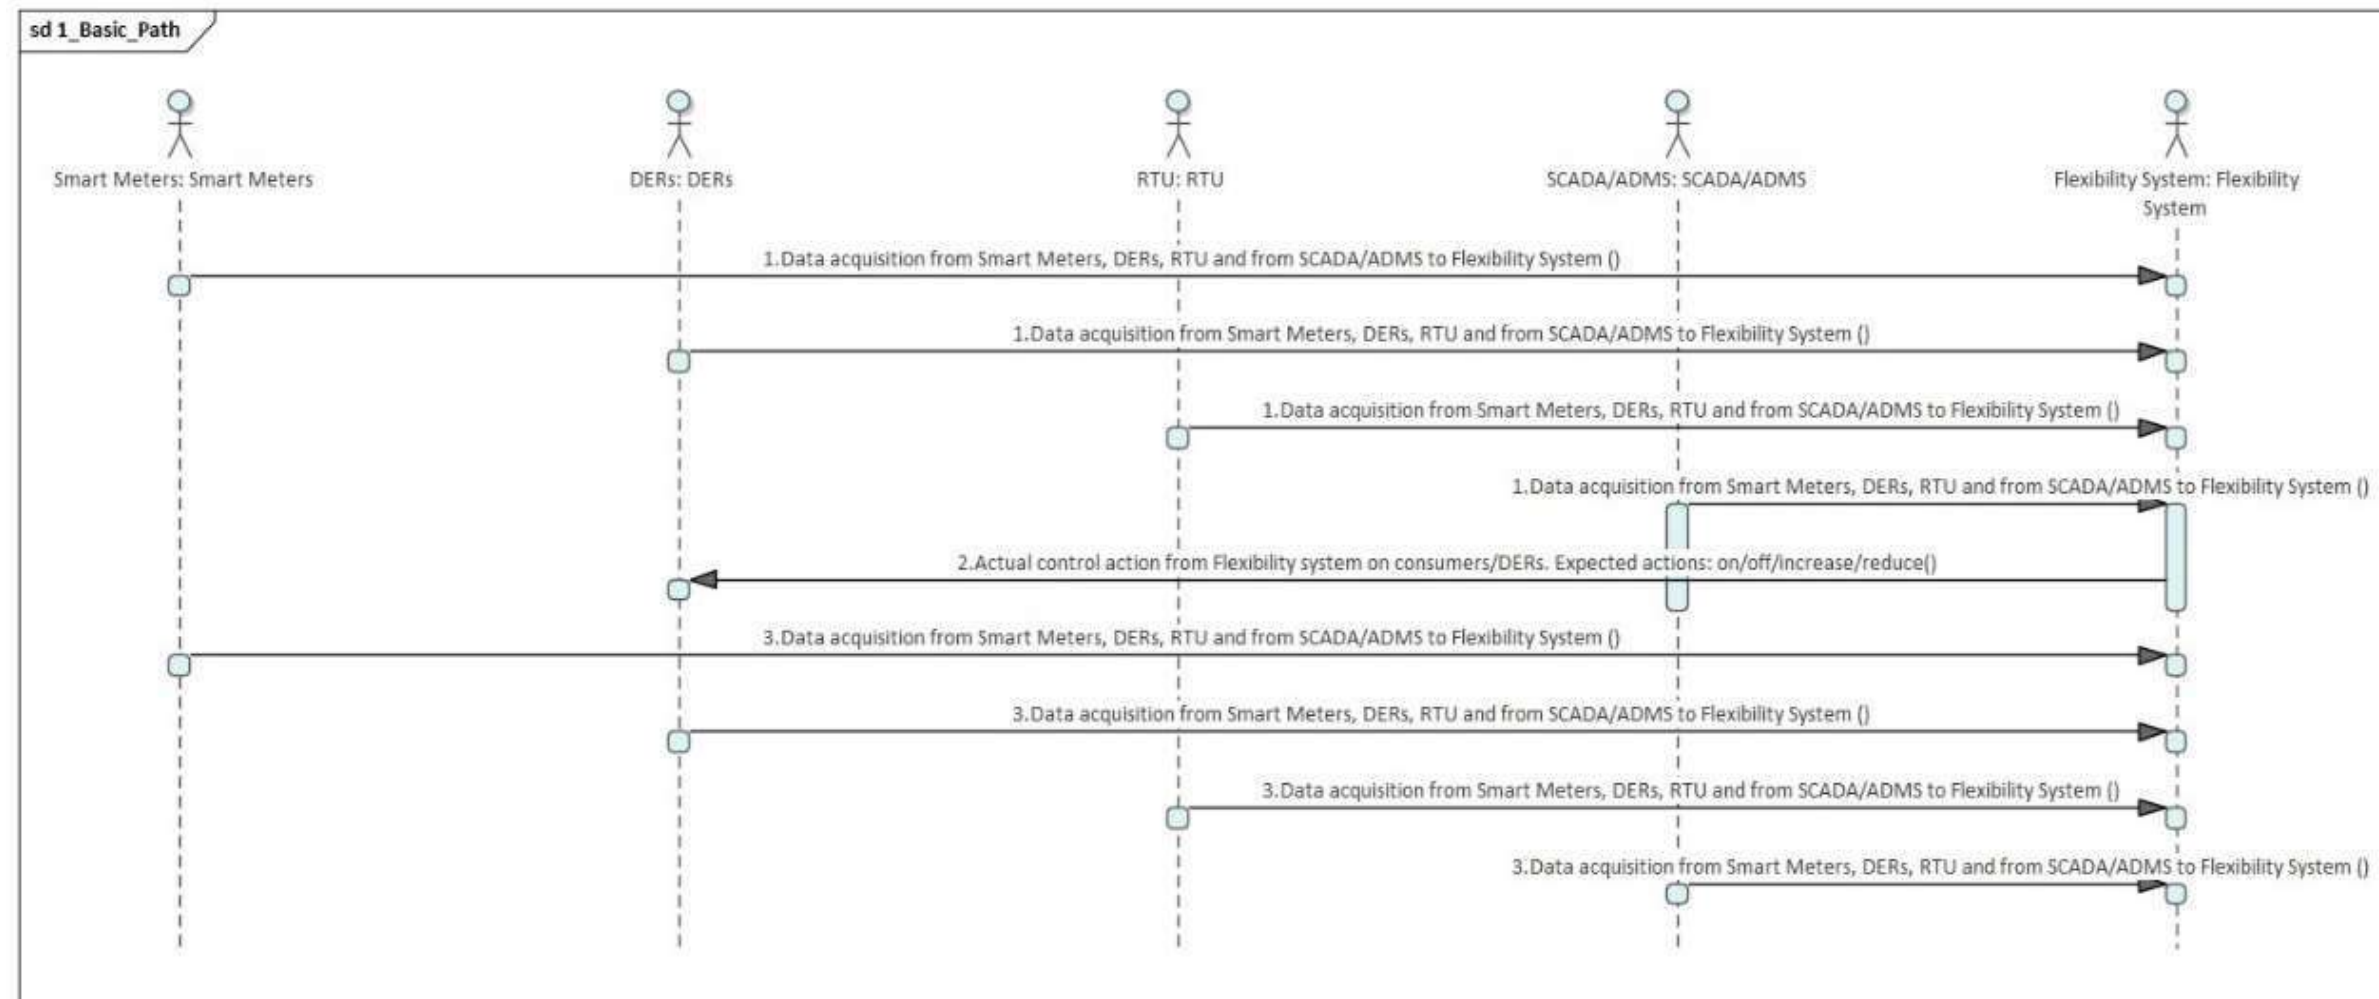 sd 1_Basic_Path
Smart Meters: Smart Meters
DERs: DERs
RTU: RTU
SCADA/ADMS: SCADA/ADMS
Flexibility System: Flexibility
System
1.Data acquisition from Smart Meters, DERs, RTU and from SCADA/ADMS to Flexibility System ()
1.Data acquisition from Smart Meters, DERs, RTU and from SCADA/ADMS to Flexibility System ()
1.Data acquisition from Smart Meters, DERs, RTU and from SCADA/ADMS to Flexibility System ()
1.Data acquisition from Smart Meters, DERs, RTU and from SCADA/ADMS to Flexibility System ()
2.Actual control action from Flexibility system on consumers/DERs. Expected actions: on/off/increase/reduce()
3.Data acquisition from Smart Meters, DERs, RTU and from SCADA/ADMS to Flexibility System ()
3.Data acquisition from Smart Meters, DERs, RTU and from SCADA/ADMS to Flexibility System ()
3.Data acquisition from Smart Meters, DERs, RTU and from SCADA/ADMS to Flexibility System ()
3.Data acquisition from Smart Meters, DERs, RTU and from SCADA/ADMS to Flexibility System ()